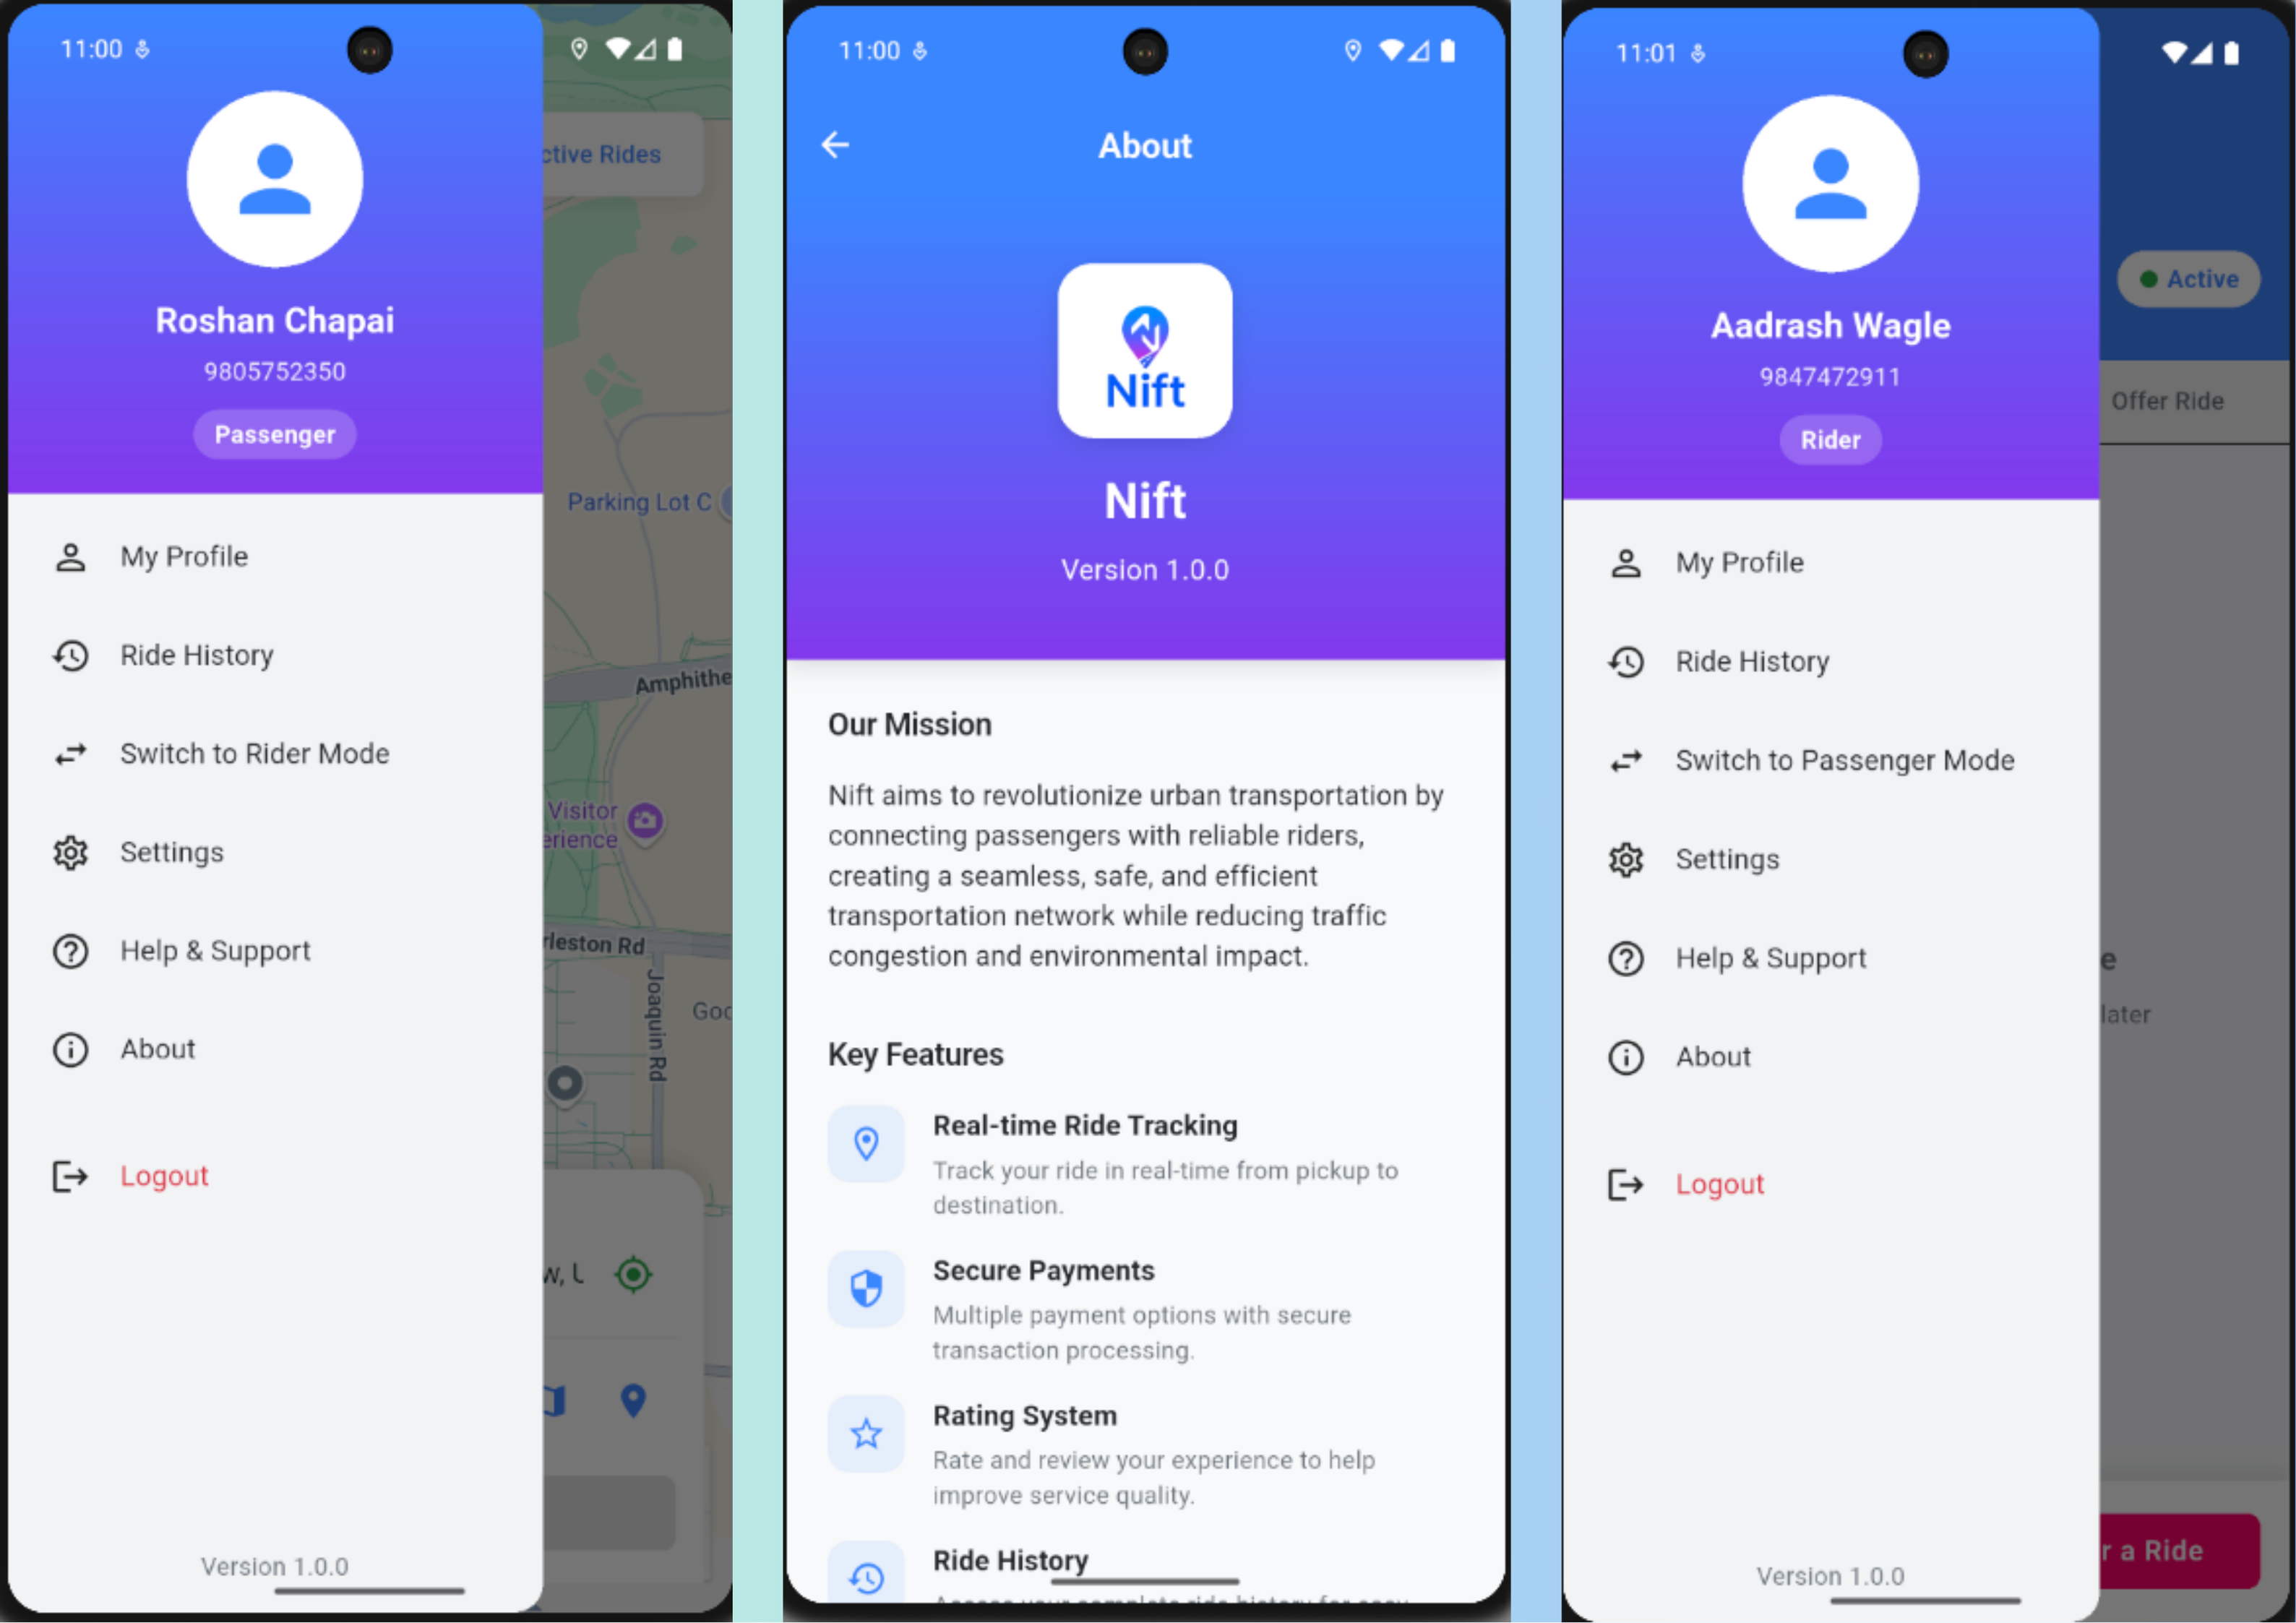 11:00
ctive Rides
Roshan Chapai
9805752350
Passenger
My Profile
Ride History
Switch to Rider Mode
Settings
Help & Support
About
Logout
Version 1.0.0
Parking Lot C
Amphithe
Visitor
erience
rleston Rd
Joaquin Rd
Goo
w, U
11:00
About
Nift
Nift
Version 1.0.0
Our Mission
Nift aims to revolutionize urban transportation by
connecting passengers with reliable riders,
creating a seamless, safe, and efficient
transportation network while reducing traffic
congestion and environmental impact.
Key Features
Real-time Ride Tracking
Track your ride in real-time from pickup to
destination.
Secure Payments
Multiple payment options with secure
transaction processing.
Rating System
Rate and review your experience to help
improve service quality.
Ride History
11:01
Active
Aadrash Wagle
9847472911
Rider
Offer Ride
My Profile
Ride History
Switch to Passenger Mode
Settings
Help & Support
About
Logout
Version 1.0.0
e
later
r a Ride